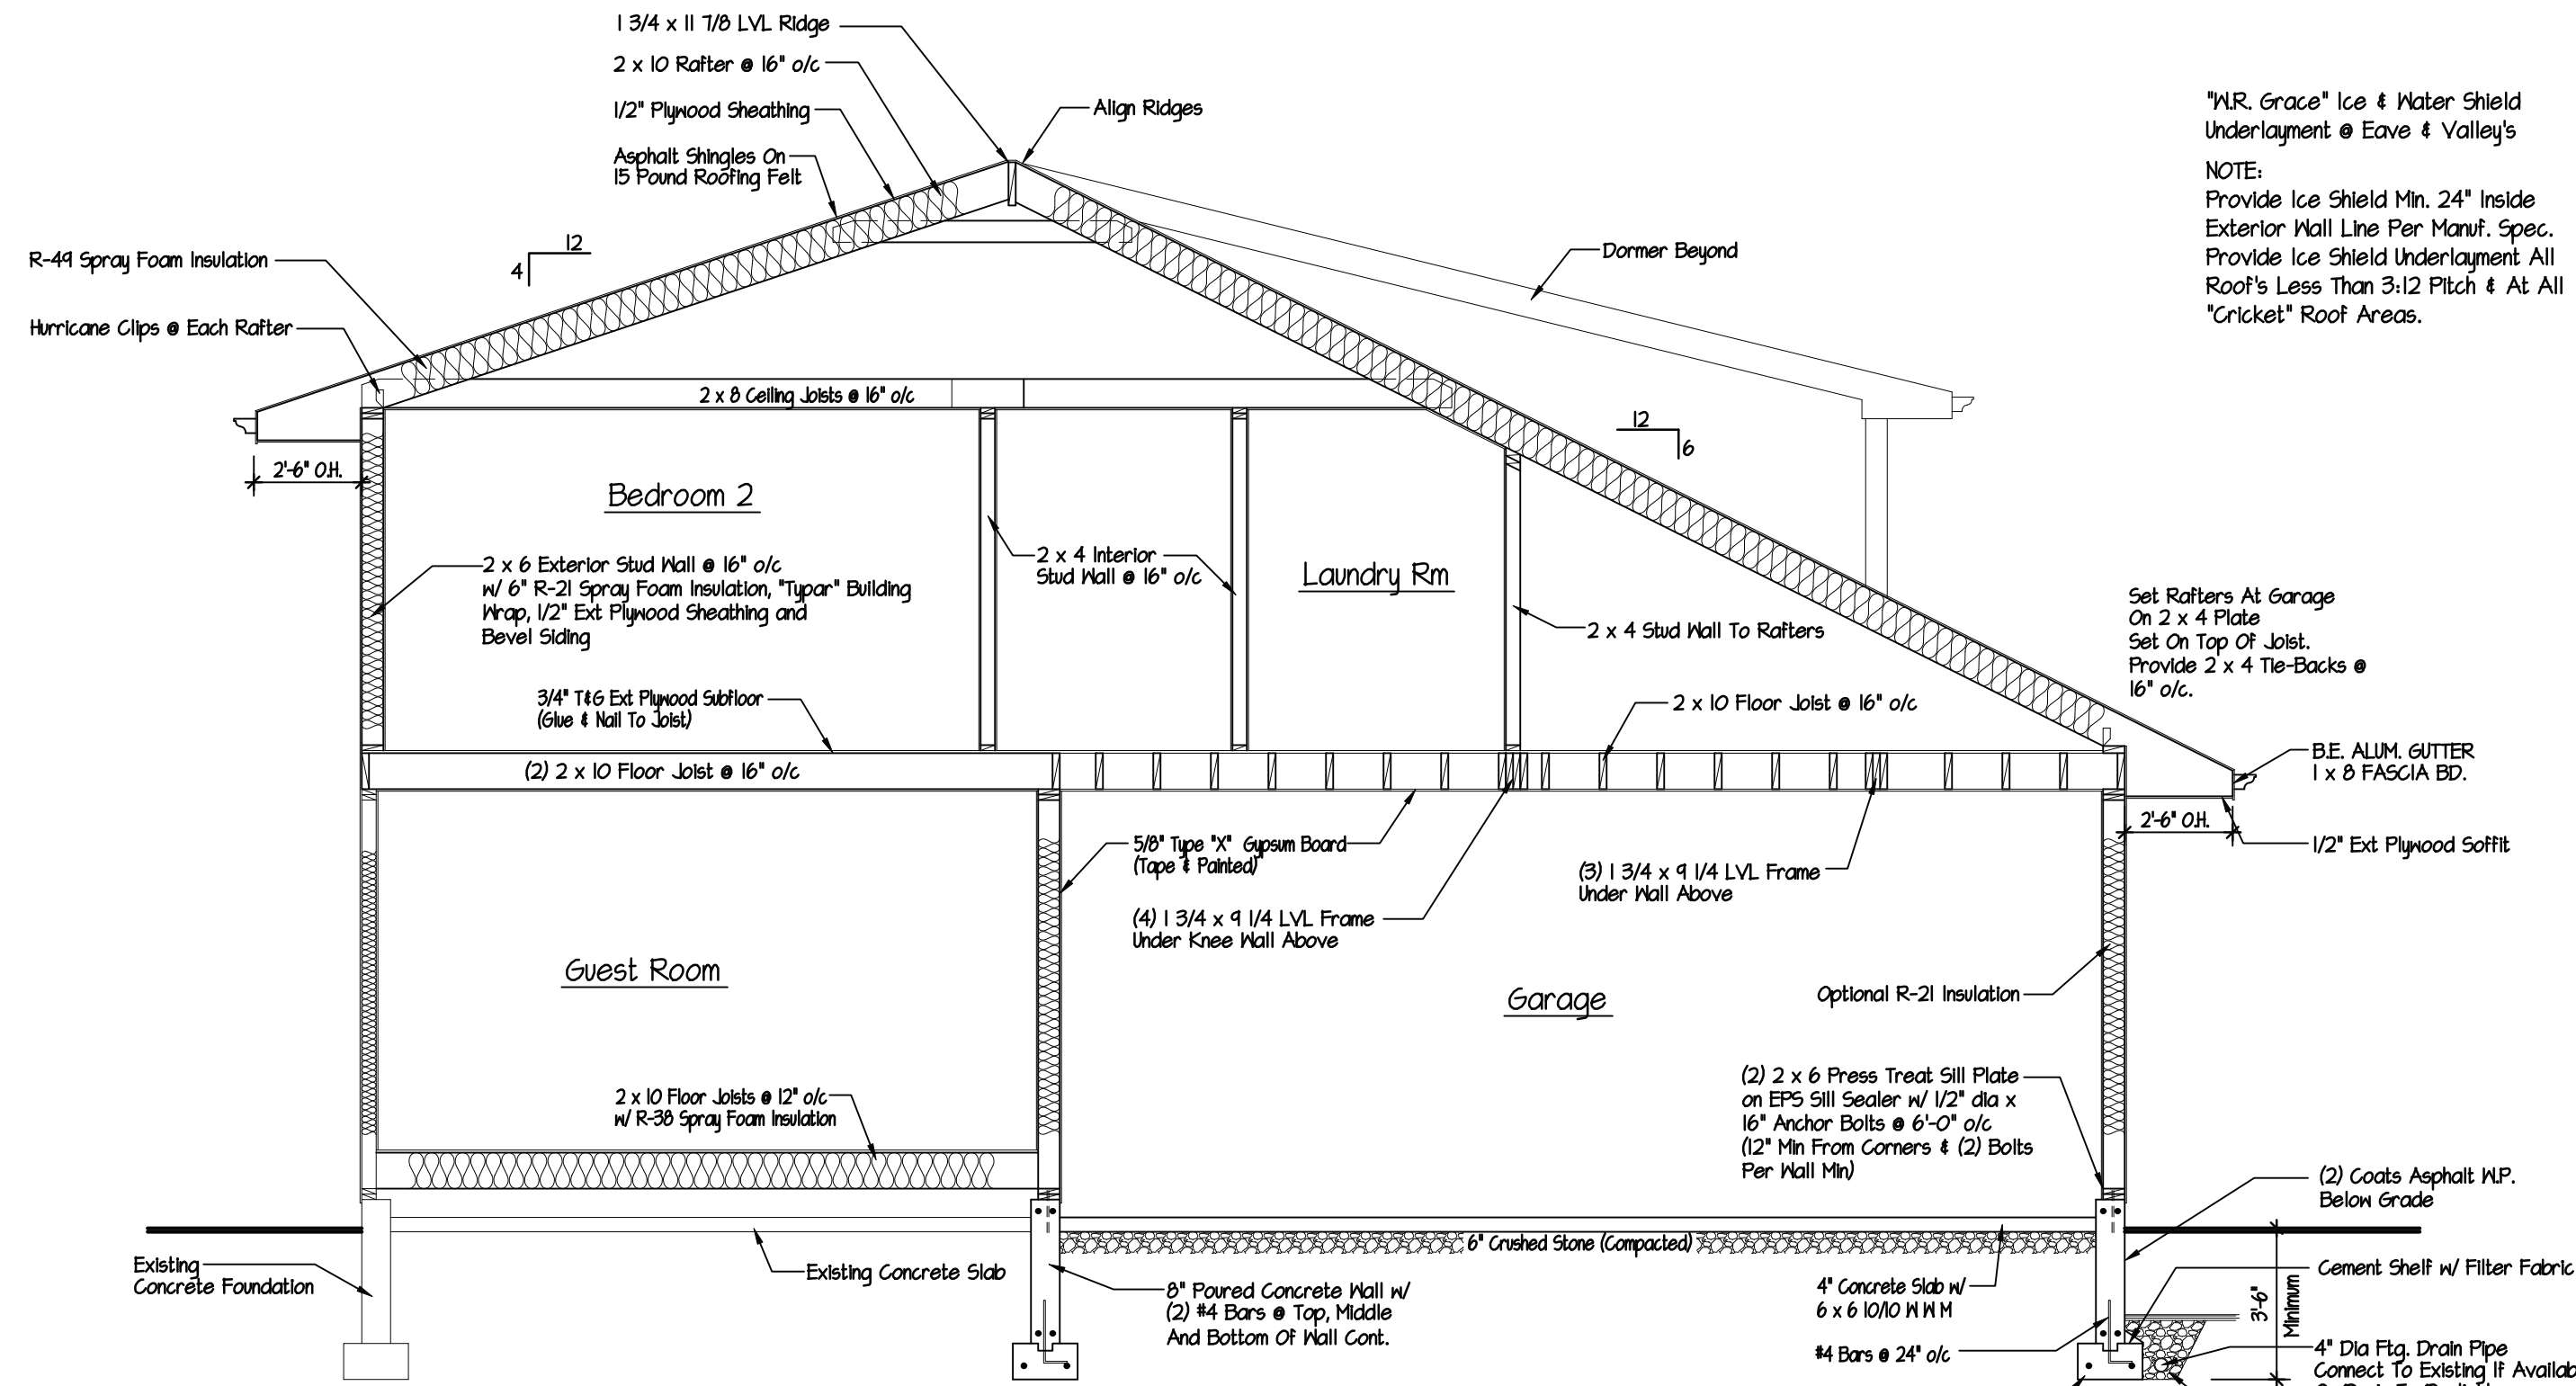 1 3/4 x 11 7/8 LVL Ridge
2 x 10 Rafter @ 16" o/c
1/2" Plywood Sheathing
Asphalt Shingles On
15 Pound Roofing Felt
Align Ridges
"W.R. Grace" Ice & Water Shield
Underlayment @ Eave & Valley's
NOTE:
Provide Ice Shield Min. 24" Inside
Exterior Wall Line Per Manuf. Spec.
Provide Ice Shield Underlayment All
Roof's Less Than 3:12 Pitch & At All
"Cricket" Roof Areas.
12
4
R-49 Spray Foam Insulation
Hurricane Clips @ Each Rafter
Dormer Beyond
2 x 8 Ceiling Joists @ 16" o/c
12
6
2'-6" O.H.
Bedroom 2
2 x 6 Exterior Stud Wall @ 16" o/c
w/ 6" R-21 Spray Foam Insulation, "Typar" Building
Wrap, 1/2" Ext Plywood Sheathing and
Bevel Siding
2 x 4 Interior
Stud Wall @ 16" o/c
Laundry Rm
2 x 4 Stud Wall To Rafters
Set Rafters At Garage
On 2 x 4 Plate
Set On Top Of Joist.
Provide 2 x 4 Tie-Backs @
16" o/c.
3/4" T&G Ext Plywood Subfloor
(Glue & Nail To Joist)
2 x 10 Floor Joist @ 16" o/c
(2) 2 x 10 Floor Joist @ 16" o/c
B.E. ALUM. GUTTER
1 x 8 FASCIA BD.
2'-6" O.H.
1/2" Ext Plywood Soffit
5/8" Type "X" Gypsum Board
(Tape & Painted)
(3) 1 3/4 x 9 1/4 LVL Frame
Under Wall Above
(4) 1 3/4 x 9 1/4 LVL Frame
Under Knee Wall Above
Guest Room
Garage
Optional R-21 Insulation
2 x 10 Floor Joists @ 12" o/c
w/ R-38 Spray Foam Insulation
(2) 2 x 6 Press Treat Sill Plate
on EPS Sill Sealer w/ 1/2" dia x
16" Anchor Bolts @ 6'-0" o/c
(12" Min From Corners & (2) Bolts
Per Wall Min)
(2) Coats Asphalt W.P.
Below Grade
6" Crushed Stone (Compacted)
Existing
Concrete Foundation
Existing Concrete Slab
8" Poured Concrete Wall w/
(2) #4 Bars @ Top, Middle
And Bottom Of Wall Cont.
4" Concrete Slab w/
6 x 6 10/10 W W M
#4 Bars @ 24" o/c
Cement Shelf w/ Filter Fabric
3'-6"
Minimum
4" Dia Ftg. Drain Pipe
Connect To Existing If Availab